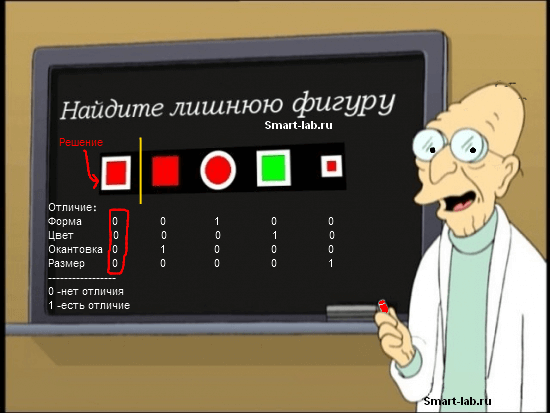 Найдите лишнюю фигуру
Smart-lab.ru
Решение
Отличие:
Форма 0 0 1 0 0
Цвет 0 0 0 1 0
Окантовка 0 1 0 0 0
Размер 0 0 0 0 1
-----------------
0 -нет отличия
1 -есть отличие
Smart-lab.ru